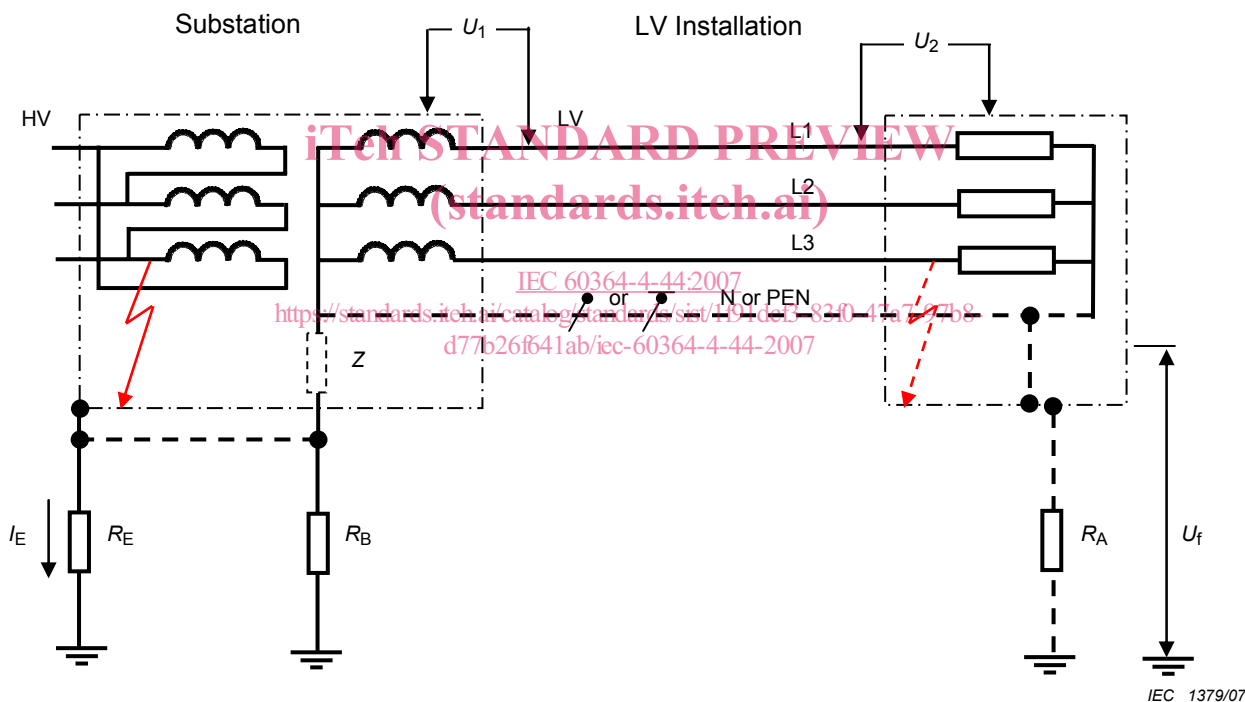 Substation
U1
LV Installation
U2
HV
LV
L1
iTeh STANDARD PREVIEW
L2
(standards.iteh.ai)
L3
IEC 60364-4-44:2007
or
N or PEN
https://standards.iteh.ai/catalog/standards/sist/1f91def3-83f0-47a7-97b8-
d77b26f641ab/iec-60364-4-44-2007
Z
IE
RE
RB
RA
Uf
IEC 1379/07